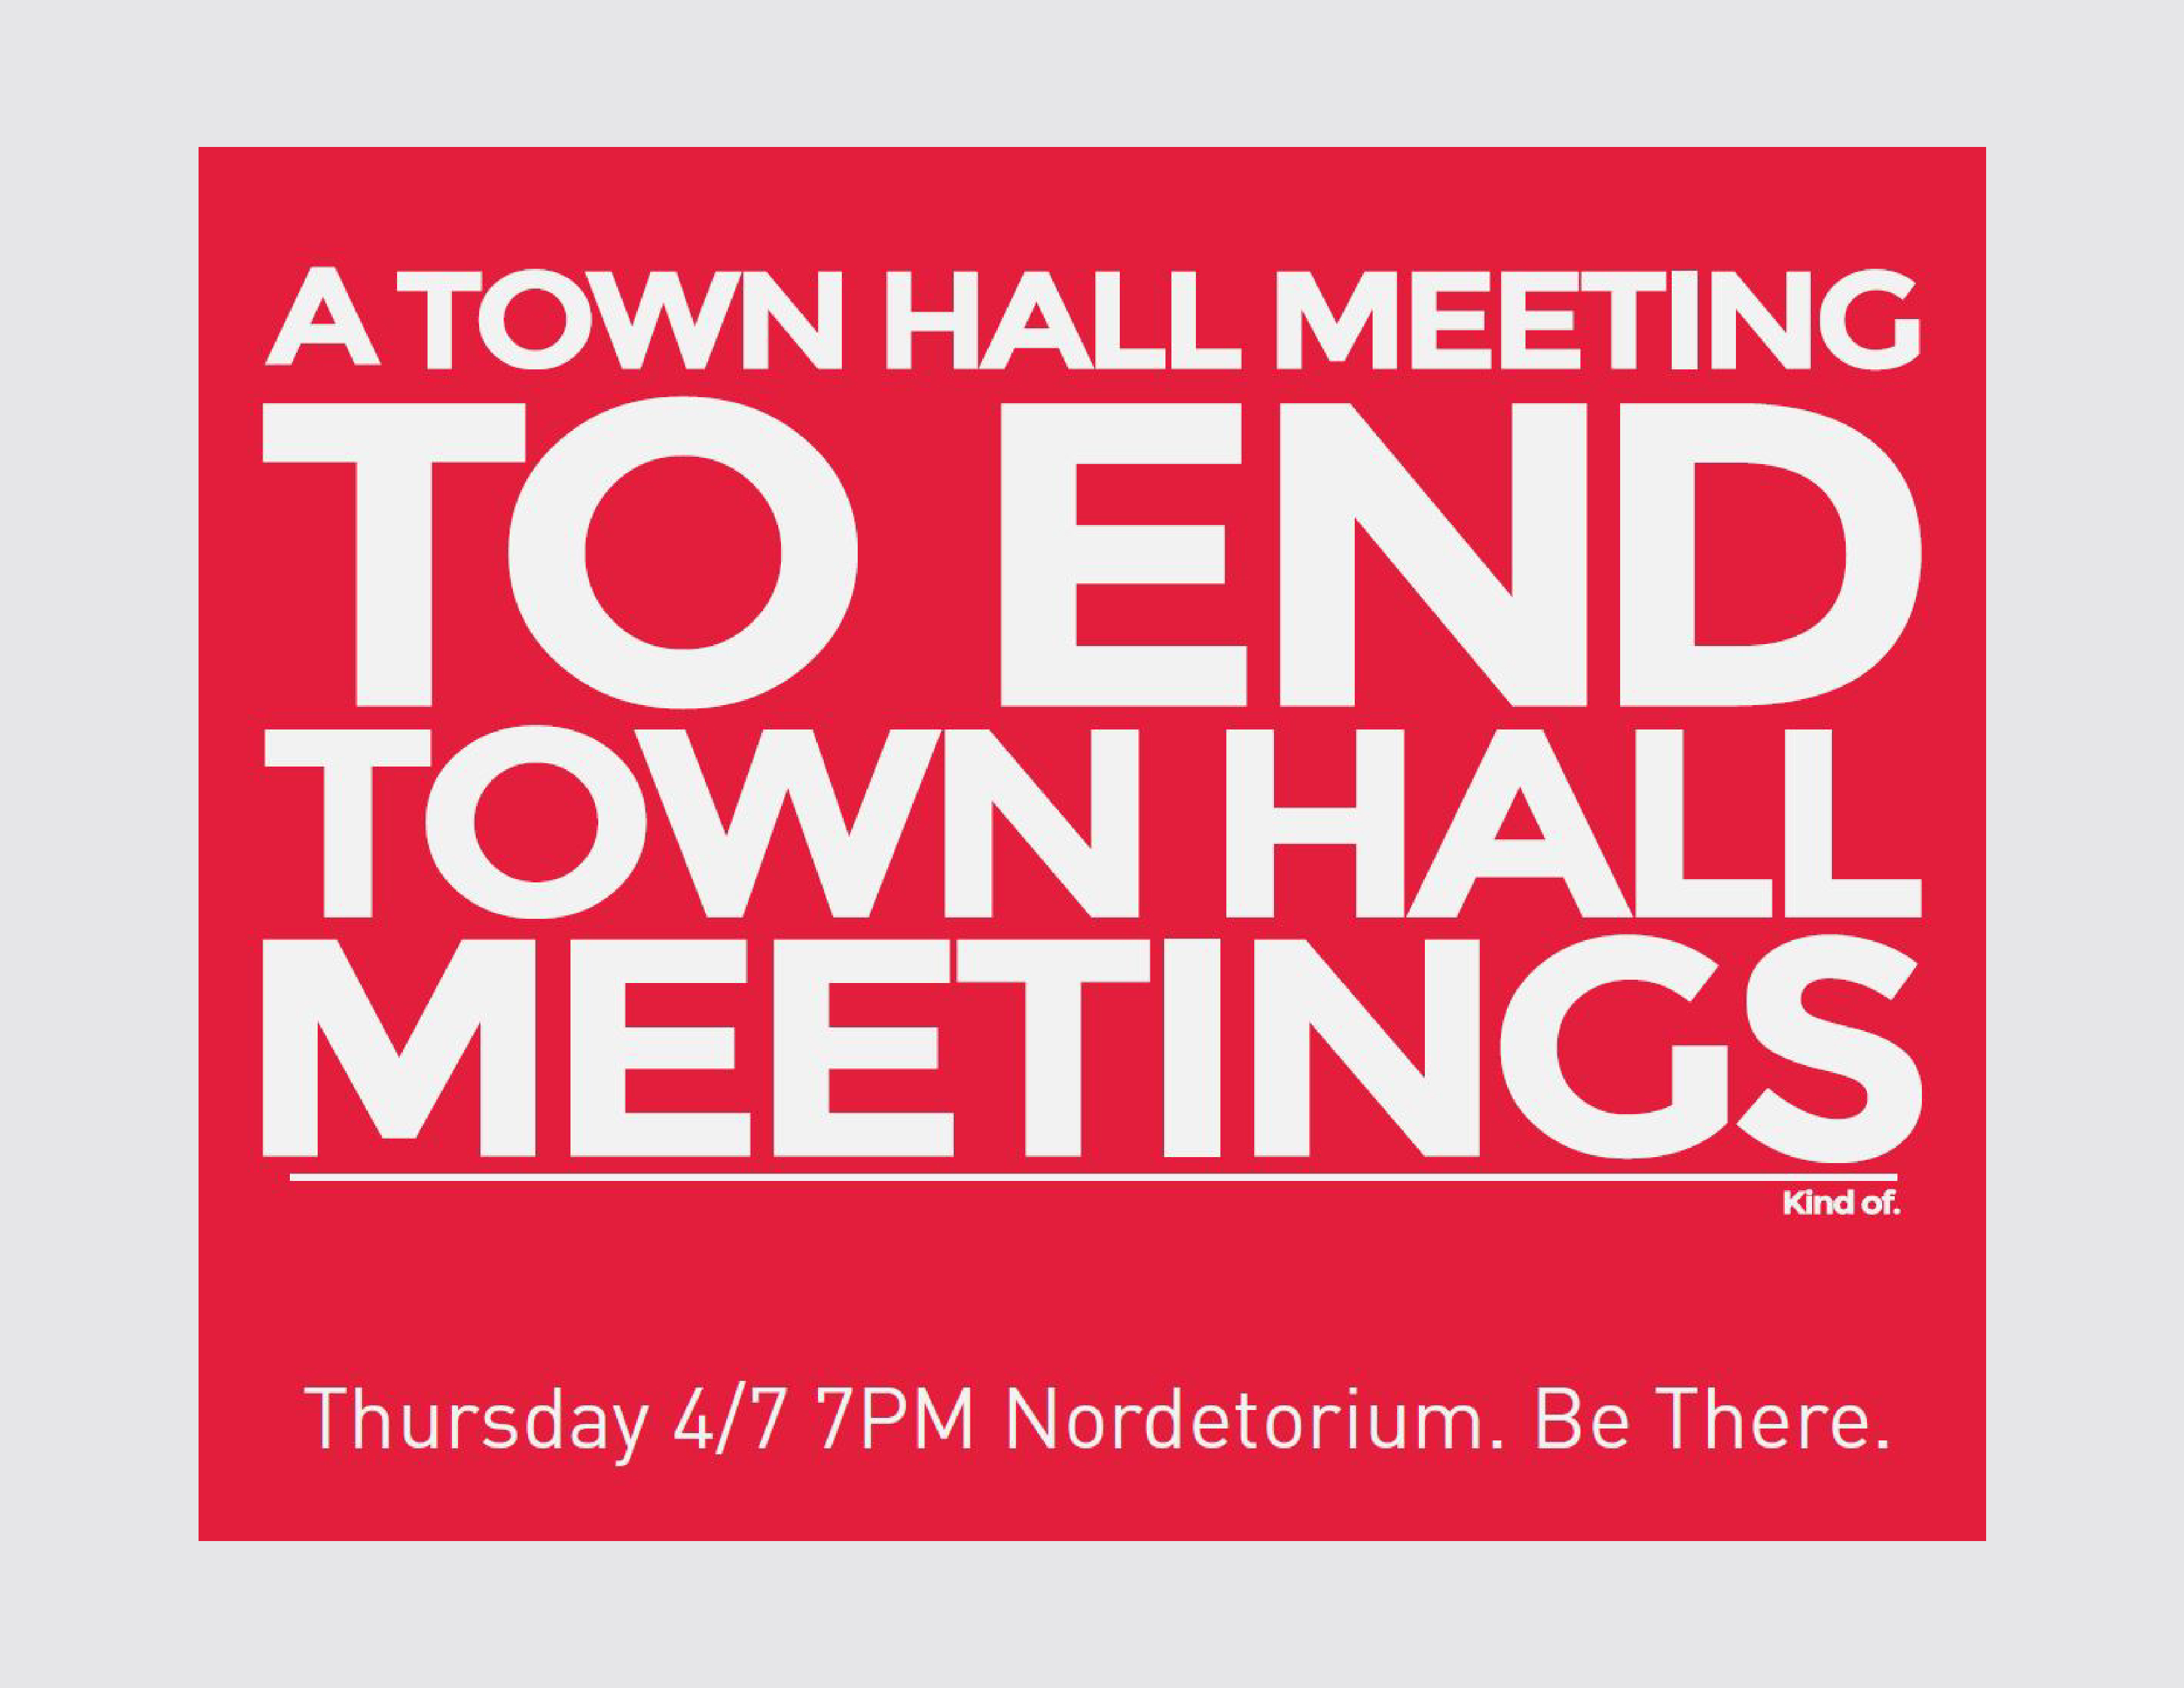 A TOWN HALL MEETING
TO END
TOWN HALL
MEETINGS
Kind of.
Thursday 4/7 7PM Nordetorium. Be There.